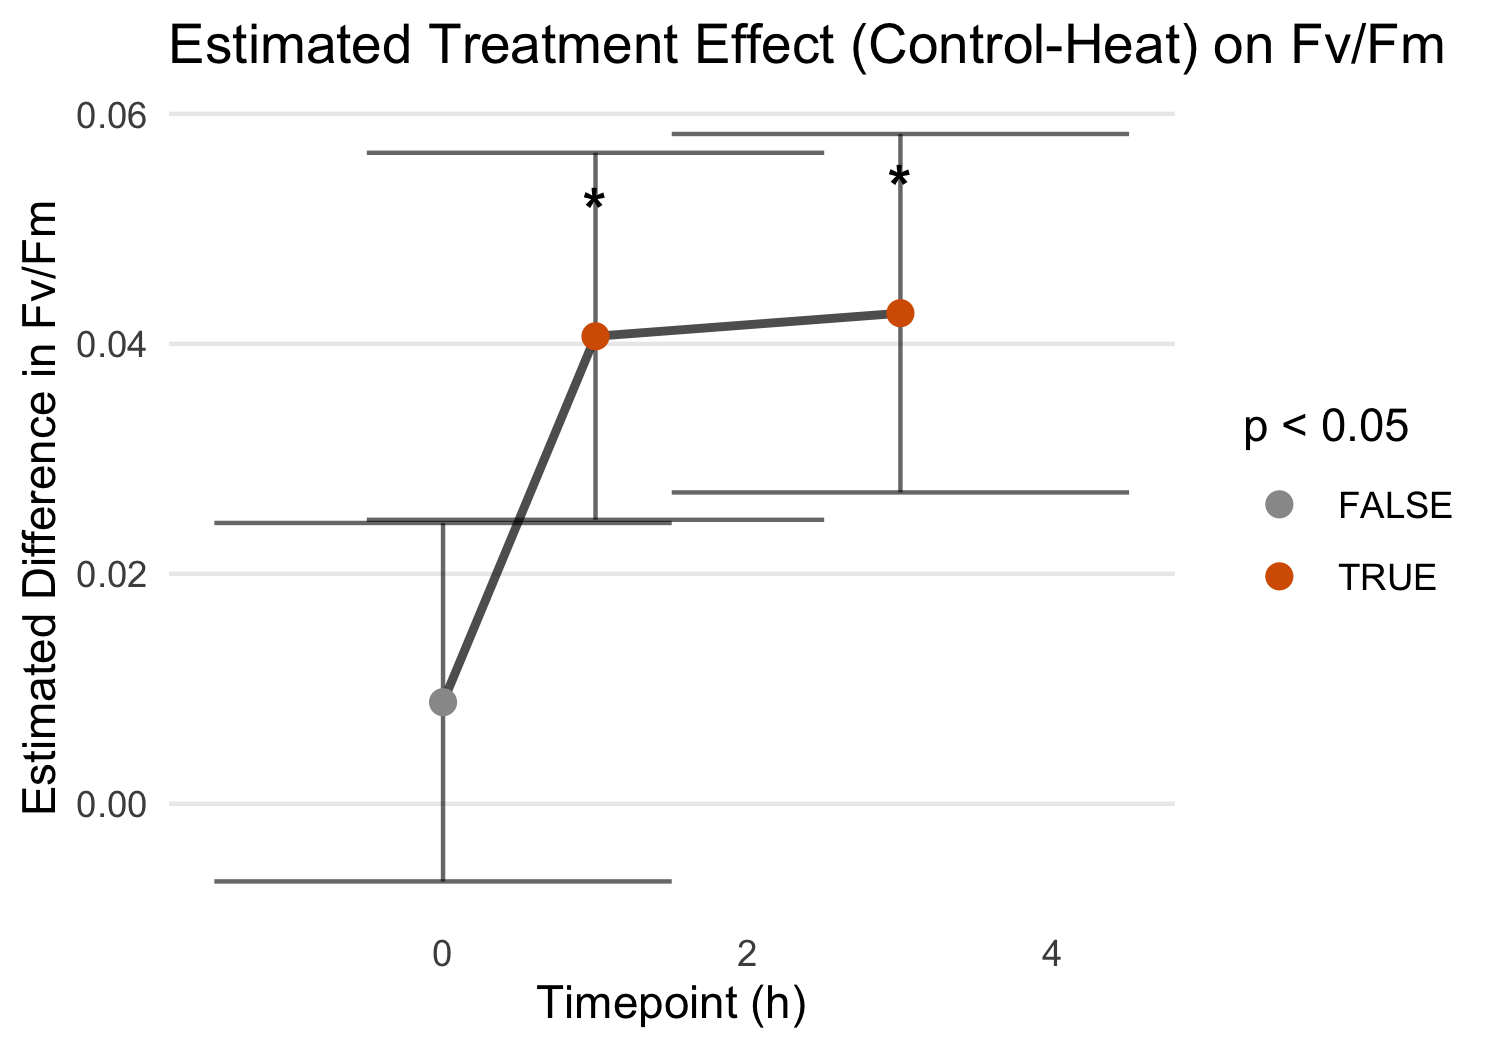 Estimated Treatment Effect (Control-Heat) on Fv/Fm
Estimated Difference in Fv/Fm
0.06
0.04
0.02
0.00
*
*
0
2
4
Timepoint (h)
p < 0.05
FALSE
TRUE